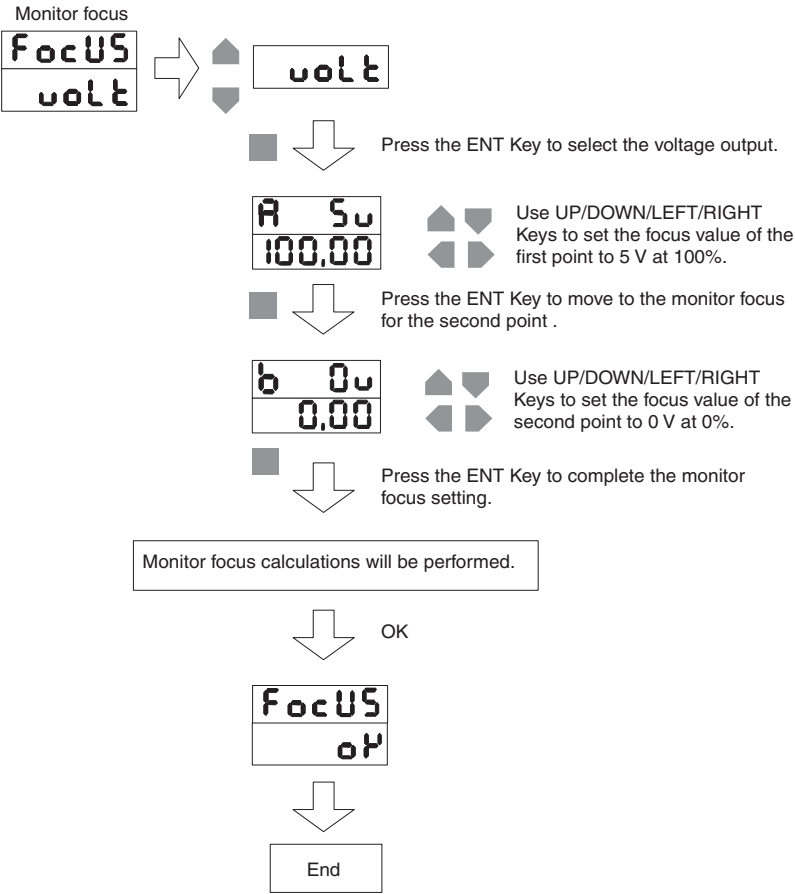 Monitor focus
FocUS
volt
volt
Press the ENT Key to select the voltage output.
A 5v
100.00
Use UP/DOWN/LEFT/RIGHT
Keys to set the focus value of the
first point to 5 V at 100%.
Press the ENT Key to move to the monitor focus
for the second point .
b 0v
0.00
Use UP/DOWN/LEFT/RIGHT
Keys to set the focus value of the
second point to 0 V at 0%.
Press the ENT Key to complete the monitor
focus setting.
Monitor focus calculations will be performed.
OK
FocUS
oK
End